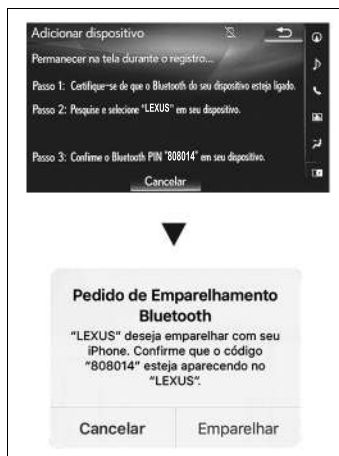 Adicionar dispositivo
Permanecer na tela durante o registro...
Passo 1: Certifique-se de que o Bluetooth do seu dispositivo esteja ligado.
Passo 2: Pesquise e selecione "LEXUS" em seu dispositivo.
Passo 3: Confirme o Bluetooth PIN "808014" em seu dispositivo.
Cancelar
Pedido de Emparelhamento
Bluetooth
"LEXUS" deseja emparelhar com seu
iPhone. Confirme que o código
"808014" esteja aparecendo no
"LEXUS".
Cancelar Emparelhar